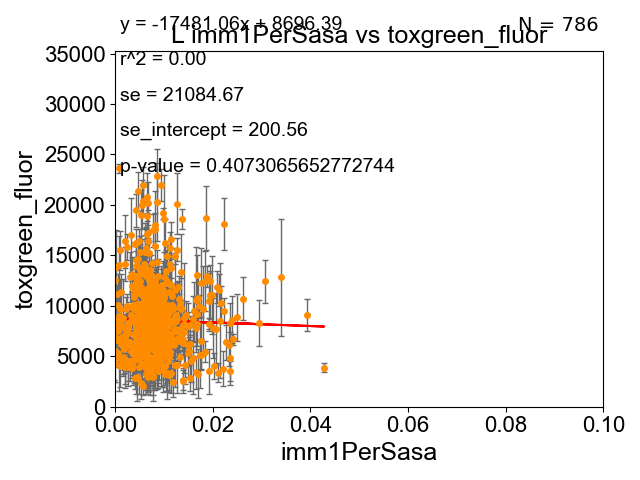 y = -17481.06x + 8696.39
N = 786
L imm1PerSasa vs toxgreen_fluor
r^2 = 0.00
se = 21084.67
se_intercept = 200.56
p-value = 0.4073065652772744
toxgreen_fluor
35000
30000
25000
20000
15000
10000
5000
0
0.00 0.02 0.04 0.06 0.08 0.10
imm1PerSasa